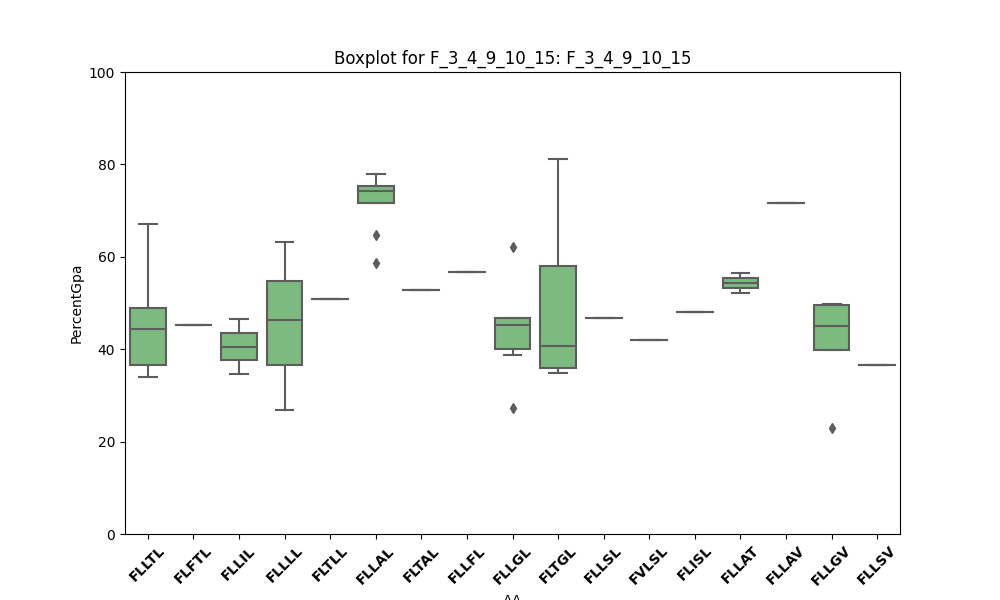 Boxplot for F_3_4_9_10_15: F_3_4_9_10_15
100
80
60
40
20
0
PercentGpa
FLLTL FLFTL FLLIL FLLLL FLTLL FLLAL FLTAL FLLFL FLLGL FLTGL FLLSL FVLSL FLISL FLLAT FLLAV FLLGV FLLSV
AA